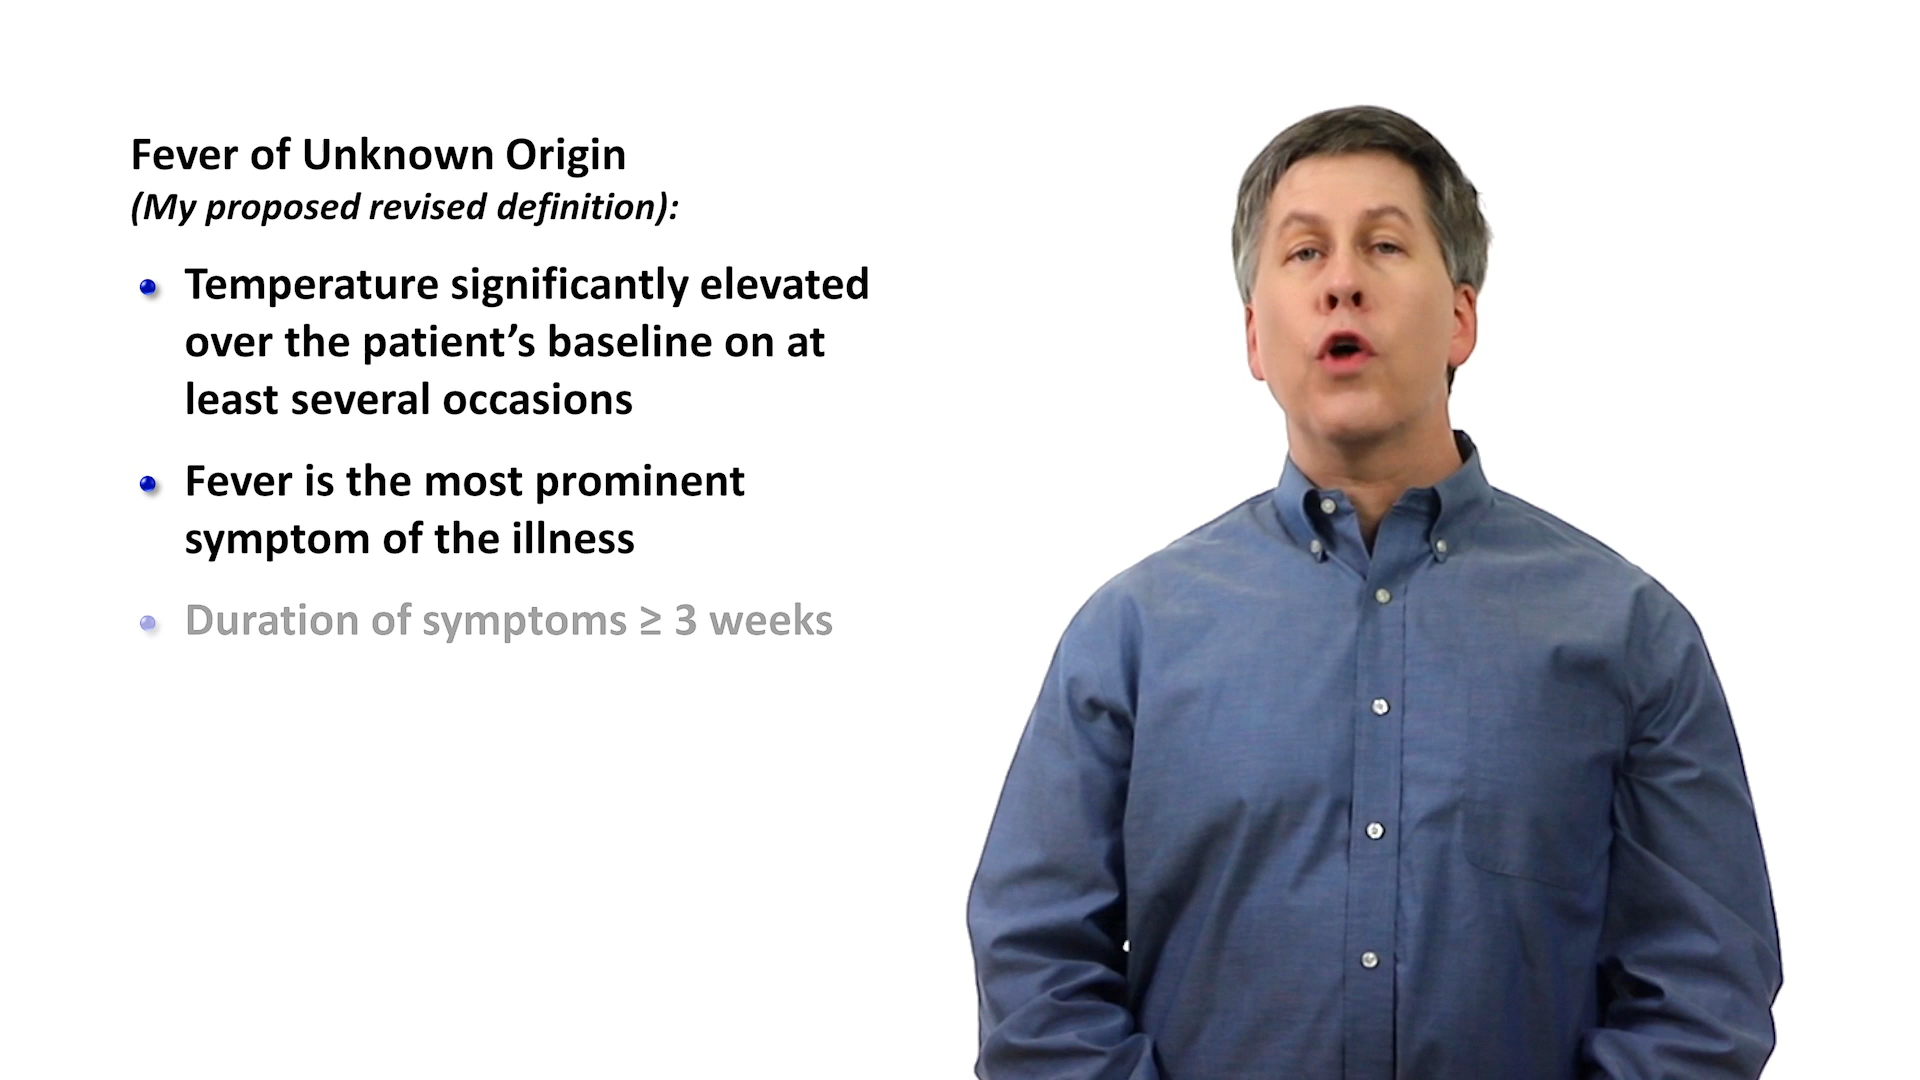 Fever of Unknown Origin
(My proposed revised definition):
Temperature significantly elevated
over the patient’s baseline on at
least several occasions
Fever is the most prominent
symptom of the illness
Duration of symptoms ≥ 3 weeks